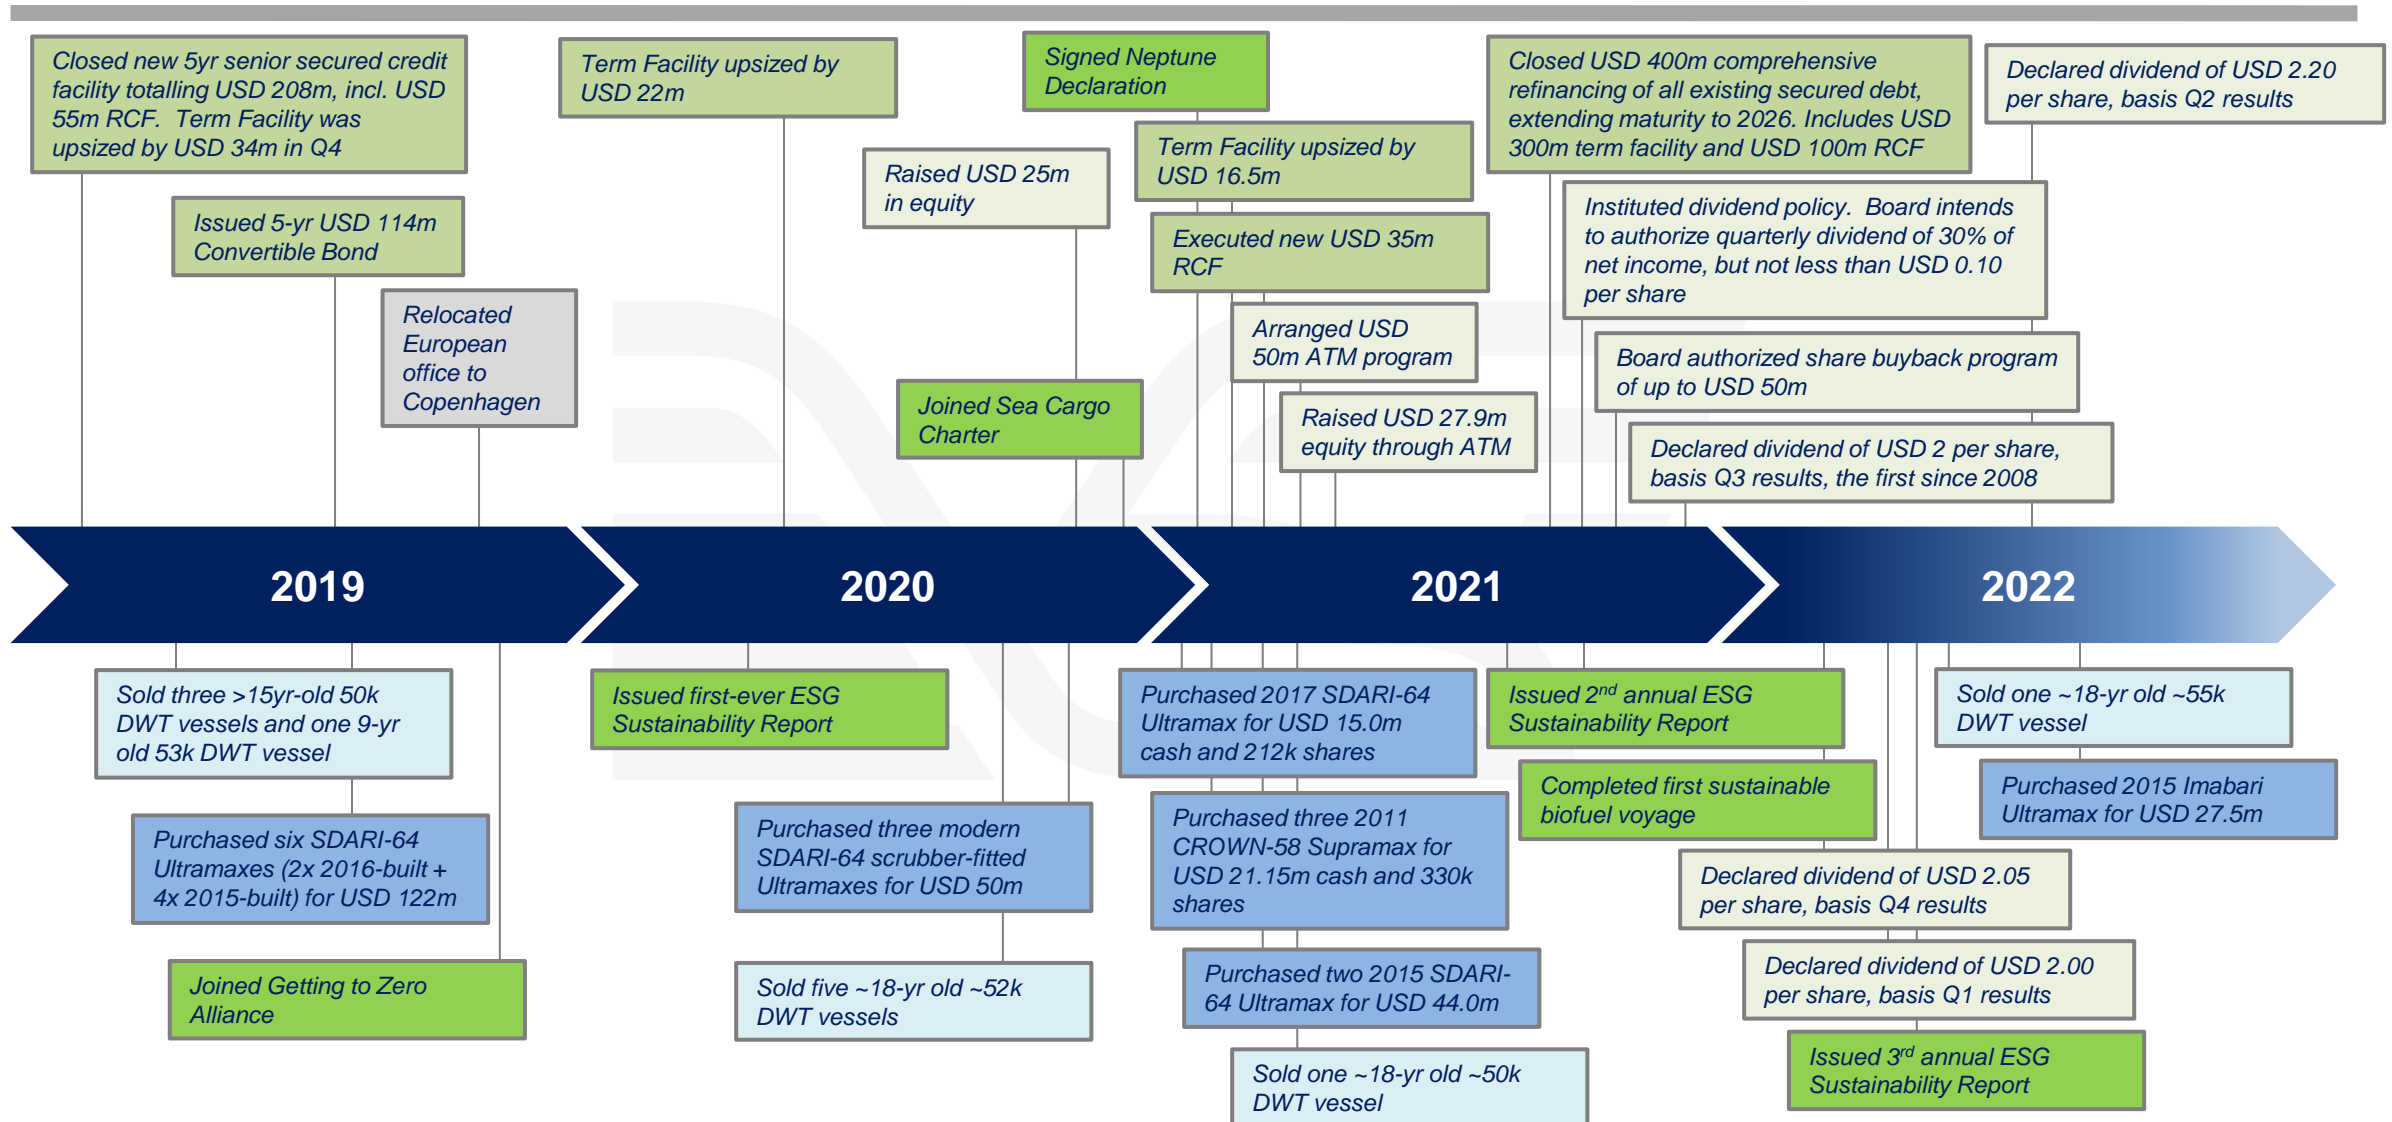 Closed new 5yr senior secured credit
facility totalling USD 208m, incl. USD
55m RCF. Term Facility was
upsized by USD 34m in Q4
Issued 5-yr USD 114m
Convertible Bond
Relocated
European
office to
Copenhagen
Term Facility upsized by
USD 22m
Raised USD 25m
in equity
Joined Sea Cargo
Charter
Signed Neptune
Declaration
Term Facility upsized by
USD 16.5m
Executed new USD 35m
RCF
Arranged USD
50m ATM program
Raised USD 27.9m
equity through ATM
Closed USD 400m comprehensive
refinancing of all existing secured debt,
extending maturity to 2026. Includes USD
300m term facility and USD 100m RCF
Instituted dividend policy. Board intends
to authorize quarterly dividend of 30% of
net income, but not less than USD 0.10
per share
Board authorized share buyback program
of up to USD 50m
Declared dividend of USD 2 per share,
basis Q3 results, the first since 2008
Declared dividend of USD 2.20
per share, basis Q2 results
2019
2020
2021
2022
Sold three >15yr-old 50k
DWT vessels and one 9-yr
old 53k DWT vessel
Purchased six SDARI-64
Ultramaxes (2x 2016-built +
4x 2015-built) for USD 122m
Joined Getting to Zero
Alliance
Issued first-ever ESG
Sustainability Report
Purchased three modern
SDARI-64 scrubber-fitted
Ultramaxes for USD 50m
Sold five ~18-yr old ~52k
DWT vessels
Purchased 2017 SDARI-64
Ultramax for USD 15.0m
cash and 212k shares
Purchased three 2011
CROWN-58 Supramax for
USD 21.15m cash and 330k
shares
Purchased two 2015 SDARI-
64 Ultramax for USD 44.0m
Sold one ~18-yr old ~50k
DWT vessel
Issued 2nd annual ESG
Sustainability Report
Completed first sustainable
biofuel voyage
Declared dividend of USD 2.05
per share, basis Q4 results
Declared dividend of USD 2.00
per share, basis Q1 results
Issued 3rd annual ESG
Sustainability Report
Sold one ~18-yr old ~55k
DWT vessel
Purchased 2015 Imabari
Ultramax for USD 27.5m